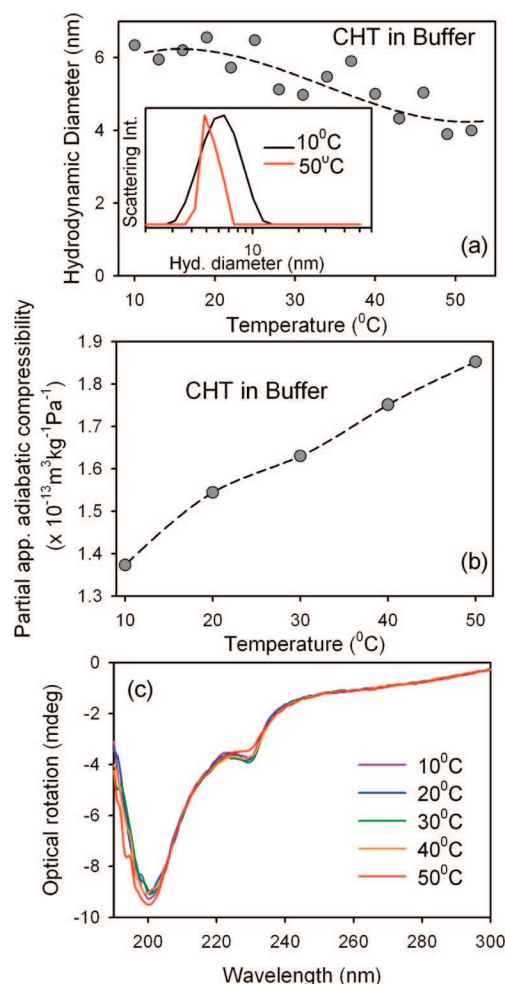 CHT in Buffer
Hydrodynamic Diameter (nm)
6
4
2
0
Scattering Int.
10⁰C
50⁰C
10
Hyd. diameter (nm)
(a)
10 20 30 40 50
Temperature (⁰C)
Partial app. adiabatic compressibility
(x 10⁻¹³m³kg⁻¹Pa⁻¹)
1.9
1.8
1.7
1.6
1.5
1.4
1.3
CHT in Buffer
(b)
10 20 30 40 50
Temperature (⁰C)
Optical rotation (mdeg)
0
-2
-4
-6
-8
-10
(c)
10⁰C
20⁰C
30⁰C
40⁰C
50⁰C
200 220 240 260 280 300
Wavelength (nm)